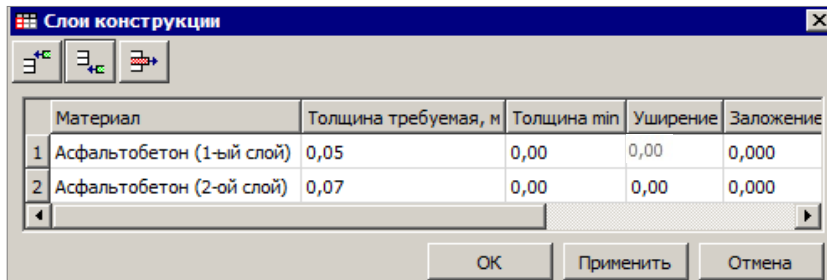 Слои конструкции
Материал Толщина требуемая, м Толщина min Уширение Заложение
1 Асфальтобетон (1-ый слой) 0,05 0,00 0,00 0,000
2 Асфальтобетон (2-ой слой) 0,07 0,00 0,00 0,000
ОК Применить Отмена